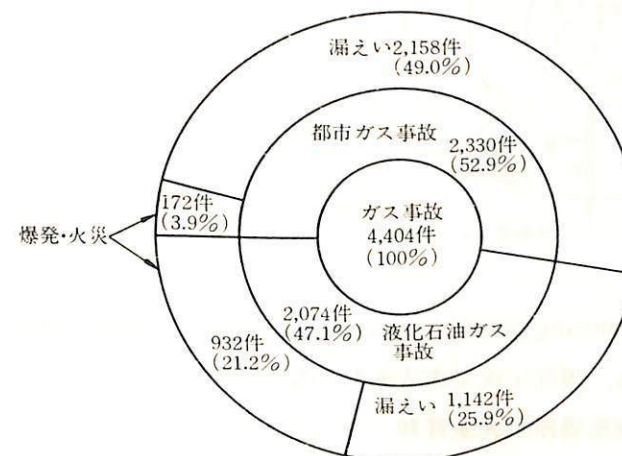 漏えい2,158件
(49.0%)
都市ガス事故
2,330件
(52.9%)
172件
(3.9%)
爆発・火災
ガス事故
4,404件
(100%)
2,074件
(47.1%)
液化石油ガス
事故
932件
(21.2%)
漏えい 1,142件
(25.9%)